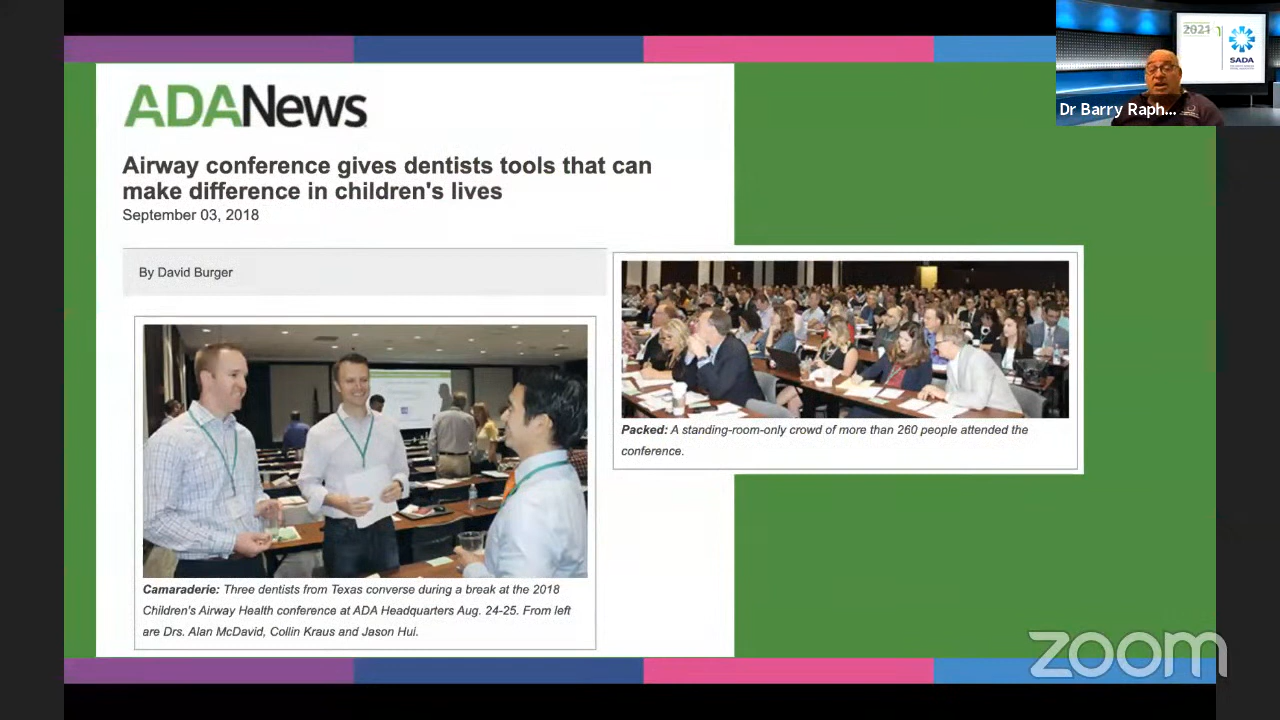 ADANews
Airway conference gives dentists tools that can
make difference in children's lives
September 03, 2018
By David Burger
Camaraderie: Three dentists from Texas converse during a break at the 2018
Children's Airway Health conference at ADA Headquarters Aug. 24-25. From left
are Drs. Alan McDavid, Collin Kraus and Jason Hui.
Packed: A standing-room-only crowd of more than 260 people attended the
conference.
2021
SADA
Dr Barry Raph...
zoom